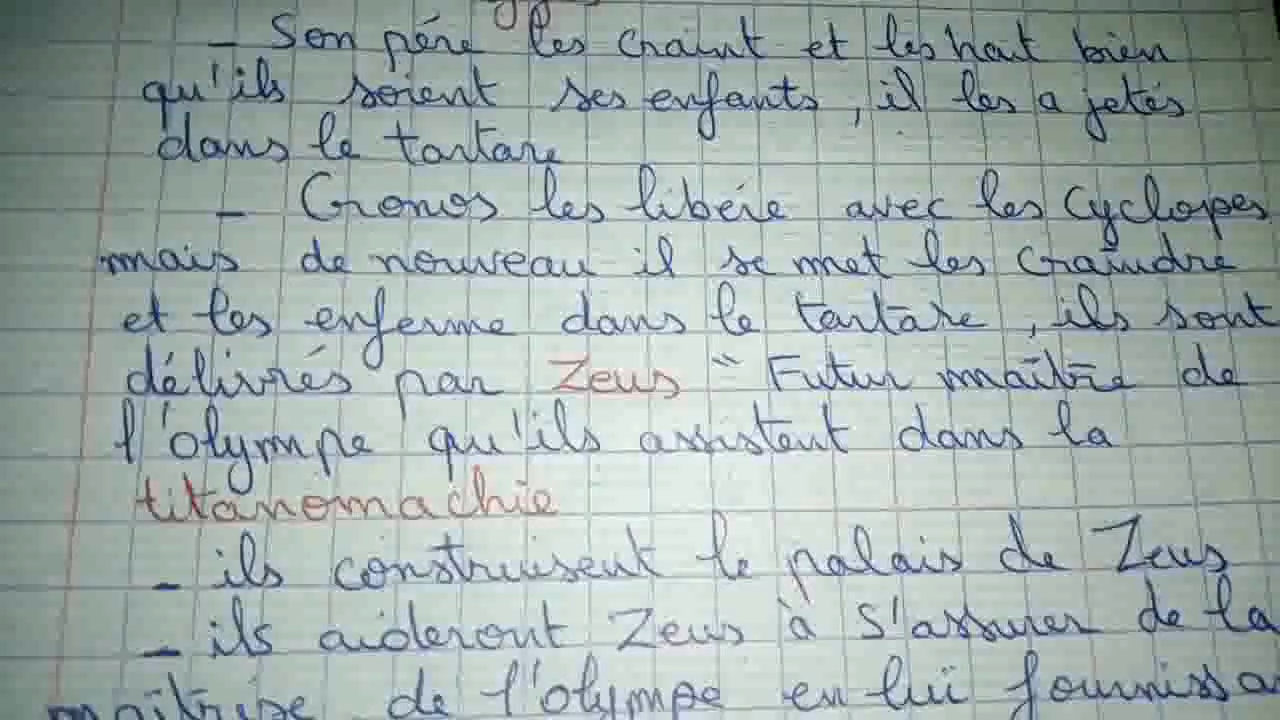 - Son père les craint et les hait bien
qu'ils soient ses enfants, il les a jetés
dans le tartare
- Cronos les libére avec les Cyclopes
mais de nouveau il se met les craindre
et les enferme dans le tartare, ils sont
délivrés par Zeus " Futur maître de
l'olympe qu'ils assistent dans la
titanomachie
- ils construisent le palais de Zeus
- ils aideront Zeus à s'assurer de la
maîtrise de l'olympe en lui fournissa